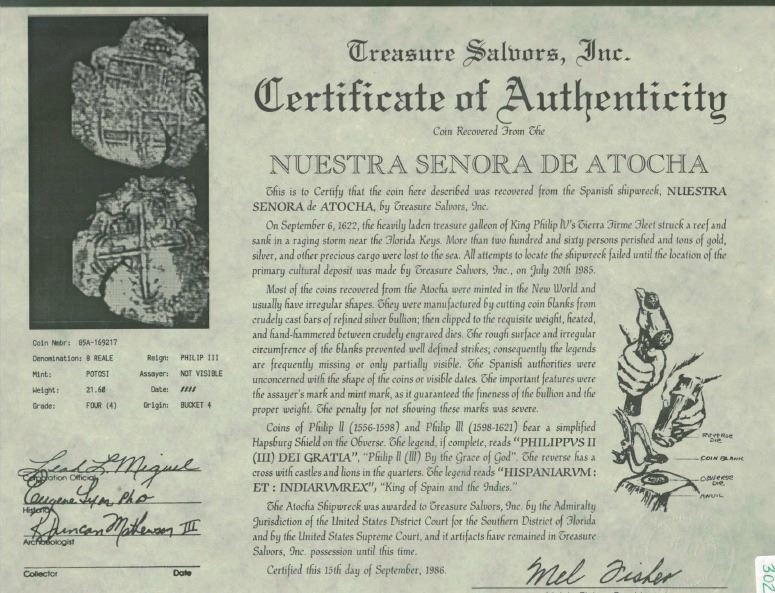 Treasure Salvors, Inc.
Certificate of Authenticity
Coin Recovered From The
NUESTRA SENORA DE ATOCHA
This is to Certify that the coin here described was recovered from the Spanish shipwreck, NUESTRA
SENORA de ATOCHA, by Treasure Salvors, Inc.
On September 6, 1622, the heavily laden treasure galleon of King Philip IV's Tierra Firme Fleet struck a reef and
sank in a raging storm near the Florida Keys. More than two hundred and sixty persons perished and tons of gold,
silver, and other precious cargo were lost to the sea. All attempts to locate the shipwreck failed until the location of the
primary cultural deposit was made by Treasure Salvors, Inc., on July 20th 1985.
Most of the coins recovered from the Atocha were minted in the New World and
usually have irregular shapes. They were manufactured by cutting coin blanks from
crudely cast bars of refined silver bullion; then clipped to the requisite weight, heated,
and hand-hammered between crudely engraved dies. The rough surface and irregular
circumfrence of the blanks prevented well defined strikes; consequently the legends
are frequently missing or only partially visible. The Spanish authorities were
unconcerned with the shape of the coins or visible dates. The important features were
the assayer's mark and mint mark, as it guaranteed the fineness of the bullion and the
proper weight. The penalty for not showing these marks was severe.
Coins of Philip II (1556-1598) and Philip III (1598-1621) bear a simplified
Hapsburg Shield on the Obverse. The legend, if complete, reads "PHILIPPVS II
(III) DEI GRATIA", "Philip II (III) By the Grace of God". The reverse has a
cross with castles and lions in the quarters. The legend reads "HISPANIARVM :
ET : INDIARVMREX", "King of Spain and the Indies."
The Atocha Shipwreck was awarded to Treasure Salvors, Inc. by the Admiralty
Jurisdiction of the United States District Court for the Southern District of Florida
and by the United States Supreme Court, and it artifacts have remained in Treasure
Salvors, Inc. possession until this time.
Certified this 15th day of September, 1986.
Mel Fisher
REVERSE DIE
COIN BLANK
OBVERSE DIE
ANVIL
Coin Nmbr: 85A-169217
Denomination: 8 REALE Reign: PHILIP III
Mint: POTOSI Assayer: NOT VISIBLE
Weight: 21.60 Date: ####
Grade: FOUR (4) Origin: BUCKET 4
Corporation Official
Eugene Lyon PhD
Historian
R Duncan Mathewson III
Archaeologist
Collector Date
302